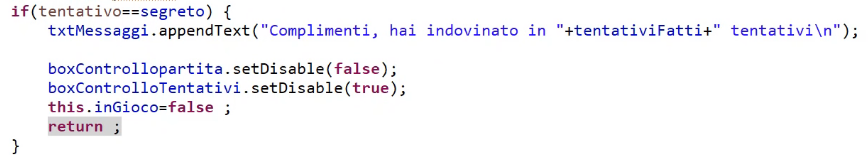 if(tentativo==segreto) {
txtMessaggi.appendText("Complimenti, hai indovinato in "+tentativiFatti+" tentativi\n");
boxControllopartita.setDisable(false);
boxControlloTentativi.setDisable(true);
this.inGioco=false ;
return ;
}